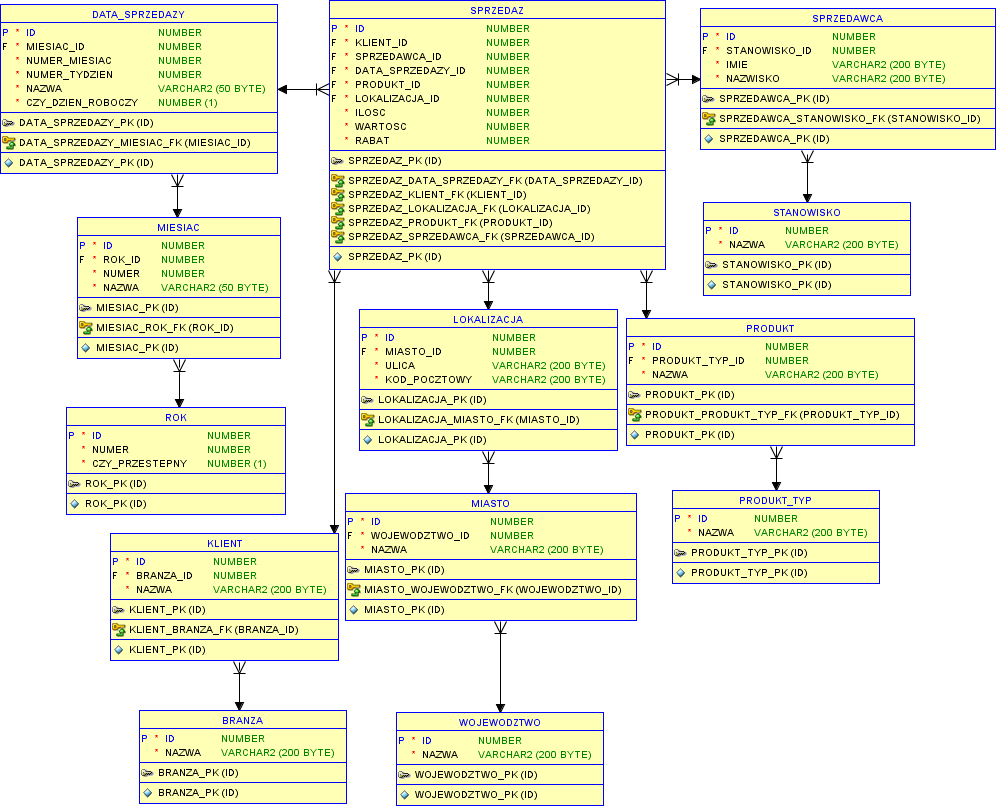 DATA_SPRZEDAZY
P * ID NUMBER
F * MIESIAC_ID NUMBER
* NUMER_MIESIAC NUMBER
* NUMER_TYDZIEN NUMBER
* NAZWA VARCHAR2 (50 BYTE)
* CZY_DZIEN_ROBOCZY NUMBER (1)
DATA_SPRZEDAZY_PK (ID)
DATA_SPRZEDAZY_MIESIAC_FK (MIESIAC_ID)
DATA_SPRZEDAZY_PK (ID)
SPRZEDAZ
P * ID NUMBER
F * KLIENT_ID NUMBER
F * SPRZEDAWCA_ID NUMBER
F * DATA_SPRZEDAZY_ID NUMBER
F * PRODUKT_ID NUMBER
F * LOKALIZACJA_ID NUMBER
* ILOSC NUMBER
* WARTOSC NUMBER
* RABAT NUMBER
SPRZEDAZ_PK (ID)
SPRZEDAZ_DATA_SPRZEDAZY_FK (DATA_SPRZEDAZY_ID)
SPRZEDAZ_KLIENT_FK (KLIENT_ID)
SPRZEDAZ_LOKALIZACJA_FK (LOKALIZACJA_ID)
SPRZEDAZ_PRODUKT_FK (PRODUKT_ID)
SPRZEDAZ_SPRZEDAWCA_FK (SPRZEDAWCA_ID)
SPRZEDAZ_PK (ID)
SPRZEDAWCA
P * ID NUMBER
F * STANOWISKO_ID NUMBER
* IMIE VARCHAR2 (200 BYTE)
* NAZWISKO VARCHAR2 (200 BYTE)
SPRZEDAWCA_PK (ID)
SPRZEDAWCA_STANOWISKO_FK (STANOWISKO_ID)
SPRZEDAWCA_PK (ID)
STANOWISKO
P * ID NUMBER
* NAZWA VARCHAR2 (200 BYTE)
STANOWISKO_PK (ID)
STANOWISKO_PK (ID)
MIESIAC
P * ID NUMBER
F * ROK_ID NUMBER
* NUMER NUMBER
* NAZWA VARCHAR2 (50 BYTE)
MIESIAC_PK (ID)
MIESIAC_ROK_FK (ROK_ID)
MIESIAC_PK (ID)
LOKALIZACJA
P * ID NUMBER
F * MIASTO_ID NUMBER
* ULICA VARCHAR2 (200 BYTE)
* KOD_POCZTOWY VARCHAR2 (200 BYTE)
LOKALIZACJA_PK (ID)
LOKALIZACJA_MIASTO_FK (MIASTO_ID)
LOKALIZACJA_PK (ID)
PRODUKT
P * ID NUMBER
F * PRODUKT_TYP_ID NUMBER
* NAZWA VARCHAR2 (200 BYTE)
PRODUKT_PK (ID)
PRODUKT_PRODUKT_TYP_FK (PRODUKT_TYP_ID)
PRODUKT_PK (ID)
ROK
P * ID NUMBER
* NUMER NUMBER
* CZY_PRZESTEPNY NUMBER (1)
ROK_PK (ID)
ROK_PK (ID)
MIASTO
P * ID NUMBER
F * WOJEWODZTWO_ID NUMBER
* NAZWA VARCHAR2 (200 BYTE)
MIASTO_PK (ID)
MIASTO_WOJEWODZTWO_FK (WOJEWODZTWO_ID)
MIASTO_PK (ID)
PRODUKT_TYP
P * ID NUMBER
* NAZWA VARCHAR2 (200 BYTE)
PRODUKT_TYP_PK (ID)
PRODUKT_TYP_PK (ID)
KLIENT
P * ID NUMBER
F * BRANZA_ID NUMBER
* NAZWA VARCHAR2 (200 BYTE)
KLIENT_PK (ID)
KLIENT_BRANZA_FK (BRANZA_ID)
KLIENT_PK (ID)
BRANZA
P * ID NUMBER
* NAZWA VARCHAR2 (200 BYTE)
BRANZA_PK (ID)
BRANZA_PK (ID)
WOJEWODZTWO
P * ID NUMBER
* NAZWA VARCHAR2 (200 BYTE)
WOJEWODZTWO_PK (ID)
WOJEWODZTWO_PK (ID)